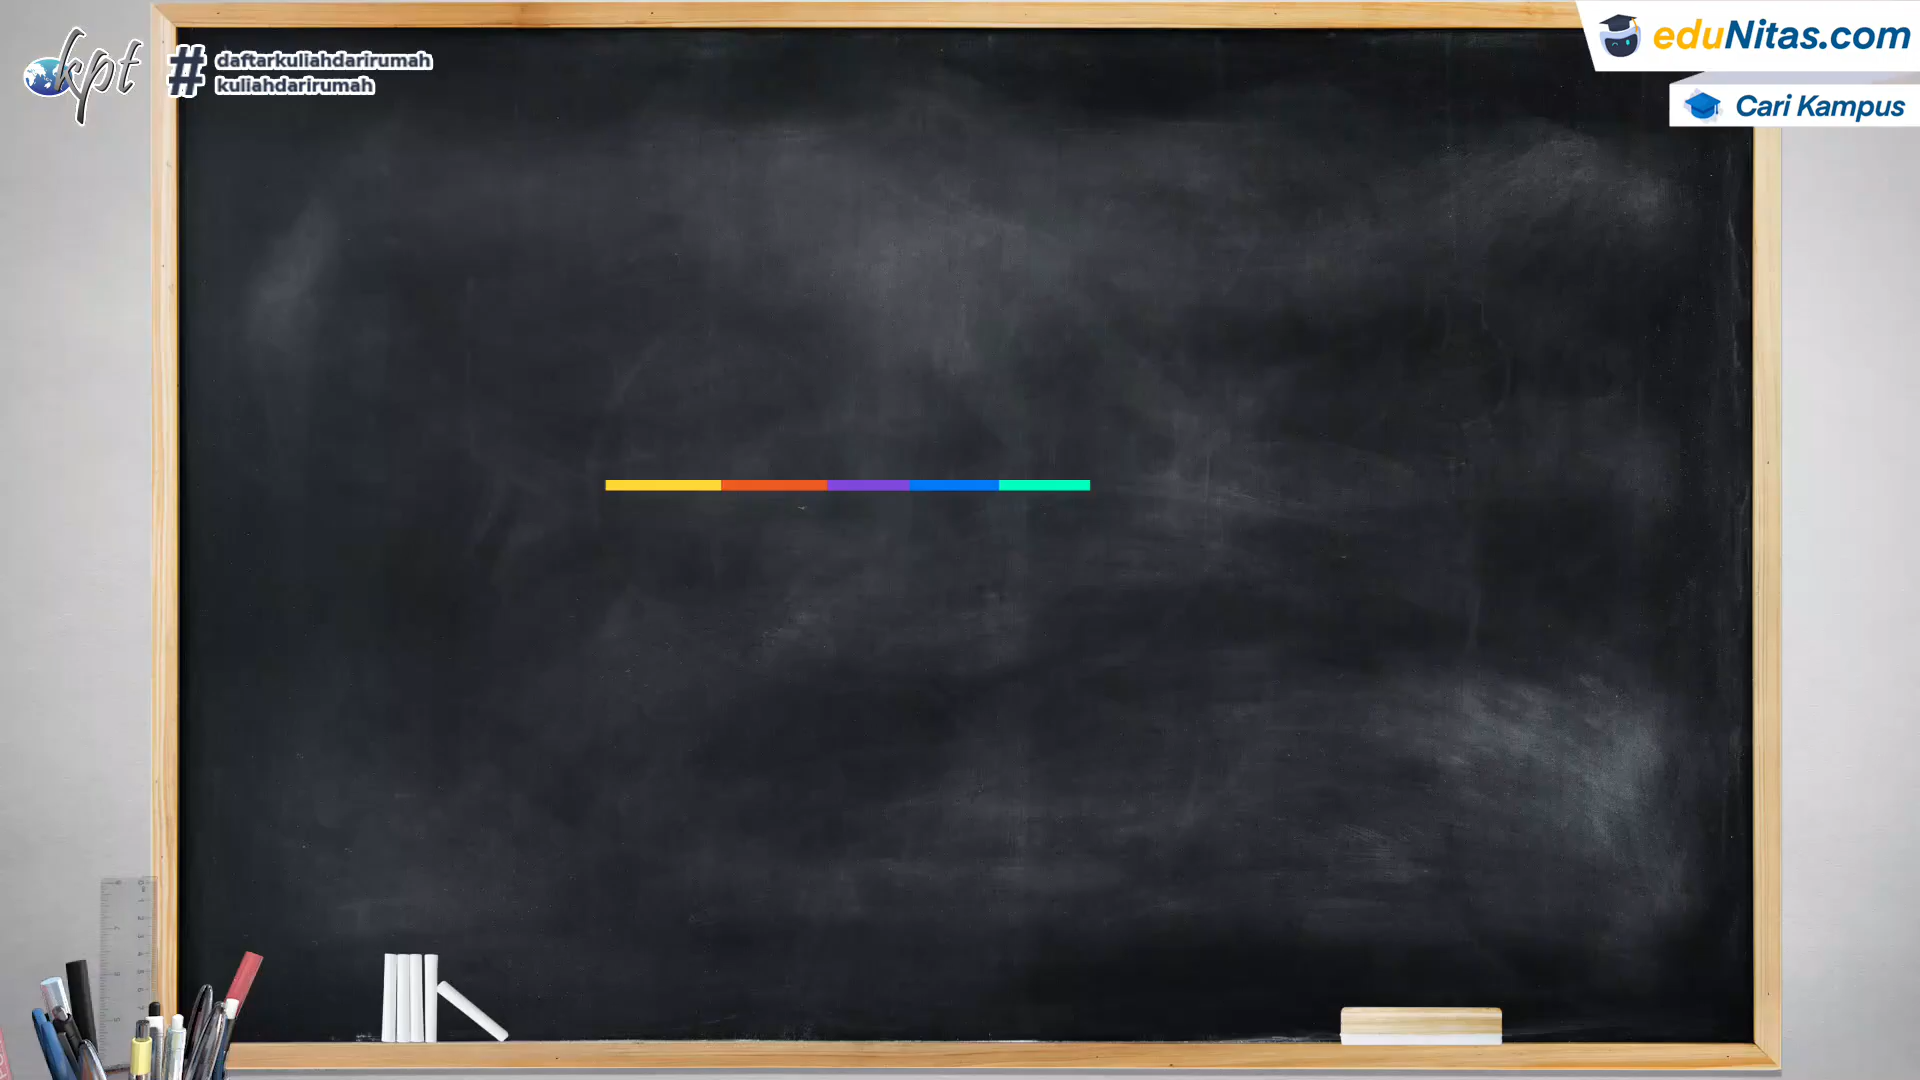 kpt
#
daftarkuliahdarirumah
kuliahdarirumah
eduNitas.com
Cari Kampus